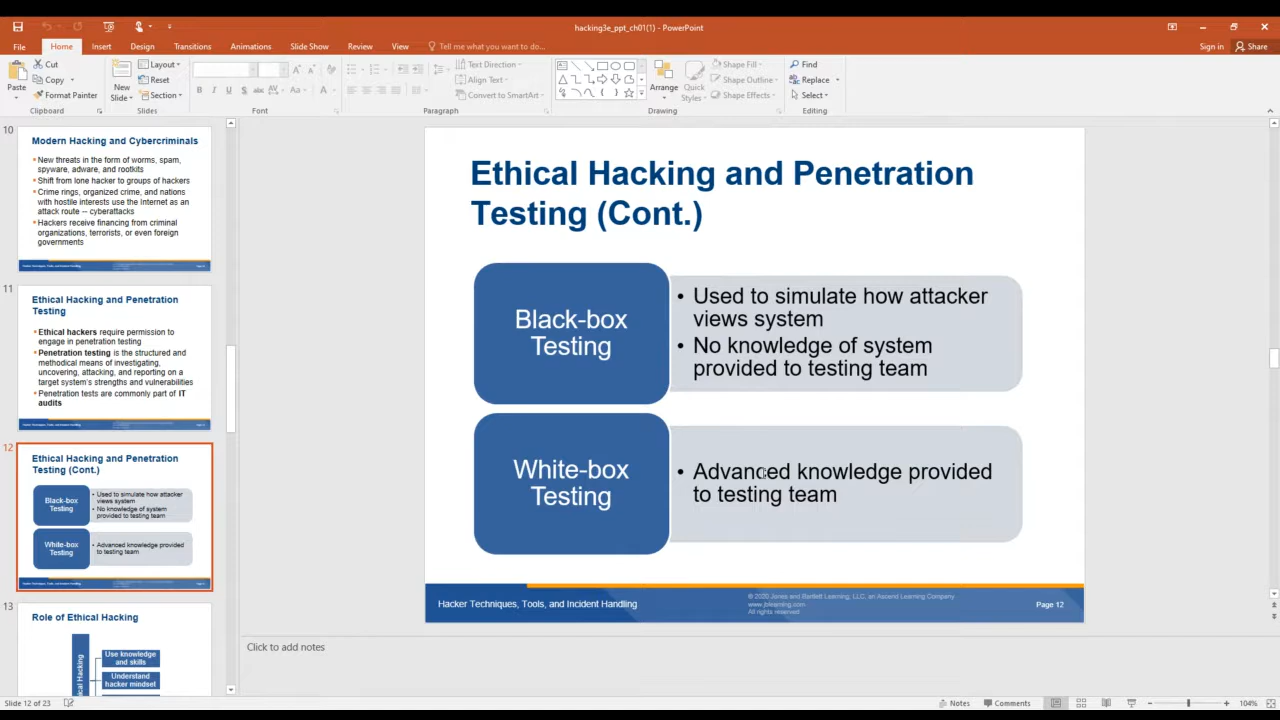 hacking3e_ppt_ch01(1) - PowerPoint
File Home Insert Design Transitions Animations Slide Show Review View Tell me what you want to do... Sign in Share
Paste
Cut
Copy
Format Painter
Clipboard
New
Slide
Layout
Reset
Section
Slides
B I U S abc AV Aa A
Font
Text Direction
Align Text
Convert to SmartArt
Paragraph
Arrange
Quick
Styles
Shape Fill
Shape Outline
Shape Effects
Drawing
Find
Replace
Select
Editing
10
Modern Hacking and Cybercriminals
New threats in the form of worms, spam,
spyware, adware, and rootkits
Shift from lone hacker to groups of hackers
Crime rings, organized crime, and nations
with hostile interests use the Internet as an
attack route – cyberattacks
Hackers receive financing from criminal
organizations, terrorists, or even foreign
governments
11
Ethical Hacking and Penetration
Testing
Ethical hackers require permission to
engage in penetration testing
Penetration testing is the structured and
methodical means of investigating,
uncovering, attacking, and reporting on a
target system's strengths and vulnerabilities
Penetration tests are commonly part of IT
audits
12
Ethical Hacking and Penetration
Testing (Cont.)
Black-box
Testing
• Used to simulate how attacker
views system
• No knowledge of system
provided to testing team
White-box
Testing
• Advanced knowledge provided
to testing team
13
Role of Ethical Hacking
Use knowledge
and skills
Understand
hacker mindset
Ethical Hacking and Penetration
Testing (Cont.)
Black-box
Testing
• Used to simulate how attacker
views system
• No knowledge of system
provided to testing team
White-box
Testing
• Advanced knowledge provided
to testing team
Hacker Techniques, Tools, and Incident Handling
© 2020 Jones and Bartlett Learning, LLC, an Ascend Learning Company
www.jblearning.com
All rights reserved.
Page 12
Click to add notes
Slide 12 of 23 Notes Comments 104%